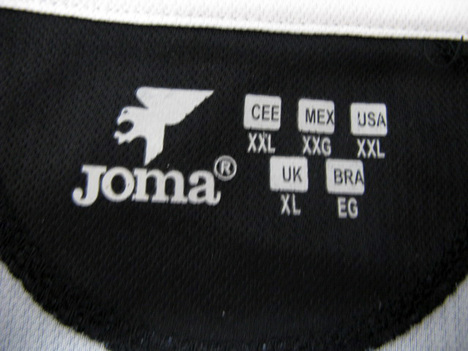 Joma®
CEE MEX USA
XXL XXG XXL
UK BRA
XL EG